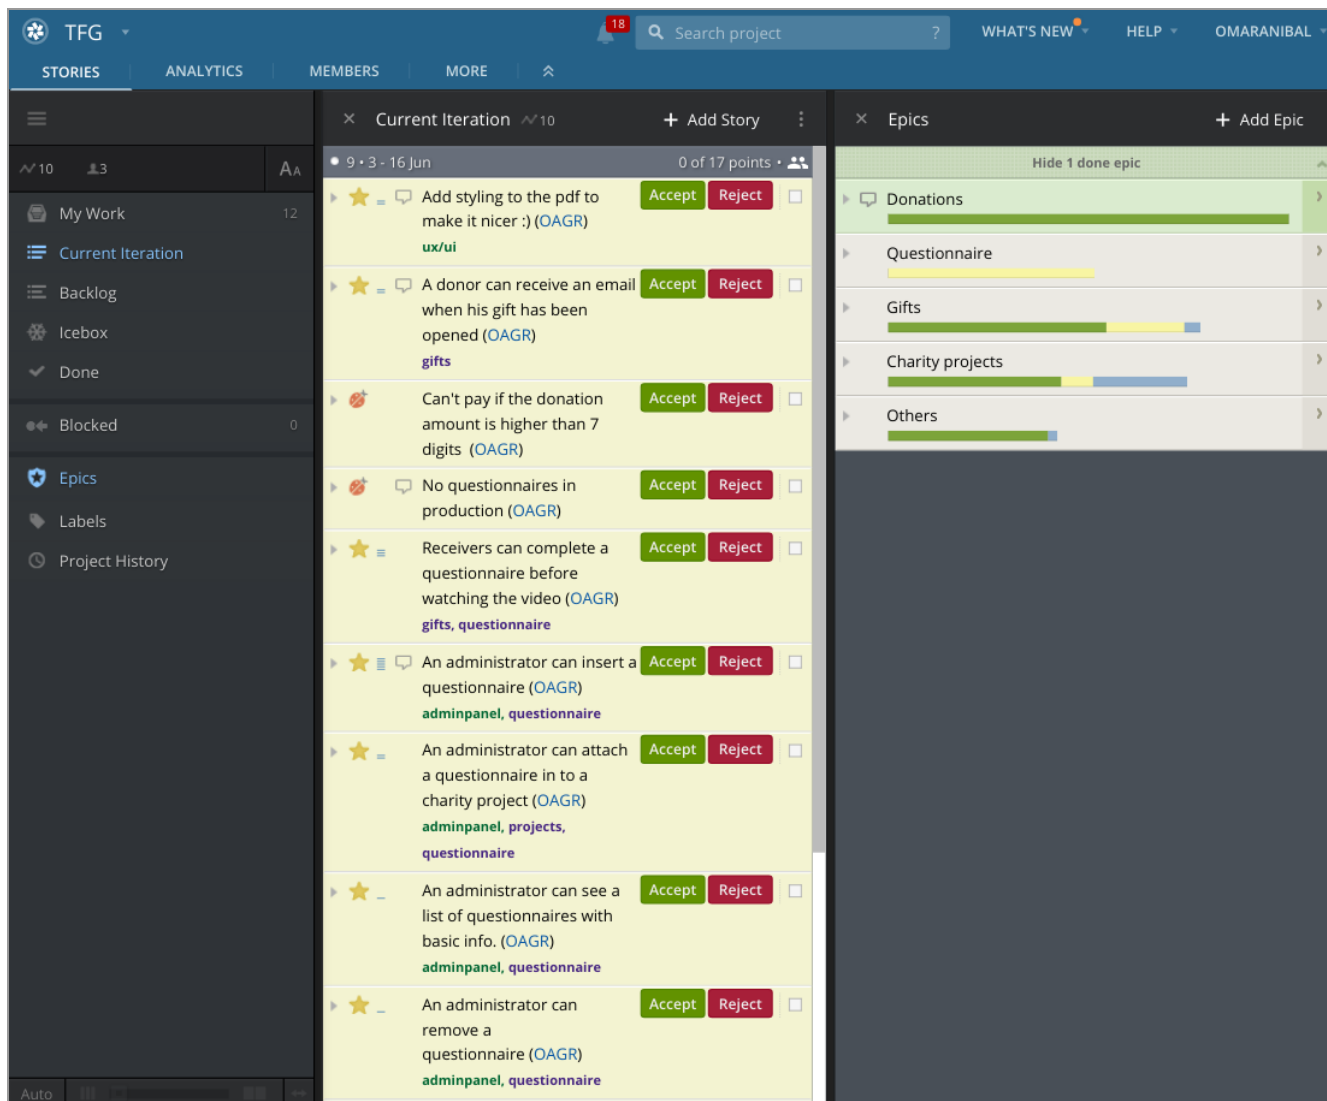 TFG
18
Search project
?
WHAT'S NEW
HELP
OMARANIBAL
STORIES
ANALYTICS
MEMBERS
MORE
10
3
AA
My Work 12
Current Iteration
Backlog
Icebox
Done
Blocked 0
Epics
Labels
Project History
Auto
× Current Iteration 10 + Add Story
9 • 3 - 16 Jun 0 of 17 points •
Add styling to the pdf to Accept Reject
make it nicer :) (OAGR)
ux/ui
A donor can receive an email Accept Reject
when his gift has been
opened (OAGR)
gifts
Can't pay if the donation Accept Reject
amount is higher than 7
digits (OAGR)
No questionnaires in Accept Reject
production (OAGR)
Receivers can complete a Accept Reject
questionnaire before
watching the video (OAGR)
gifts, questionnaire
An administrator can insert a Accept Reject
questionnaire (OAGR)
adminpanel, questionnaire
An administrator can attach Accept Reject
a questionnaire in to a
charity project (OAGR)
adminpanel, projects,
questionnaire
An administrator can see a Accept Reject
list of questionnaires with
basic info. (OAGR)
adminpanel, questionnaire
An administrator can Accept Reject
remove a
questionnaire (OAGR)
adminpanel, questionnaire
× Epics + Add Epic
Hide 1 done epic
Donations
Questionnaire
Gifts
Charity projects
Others